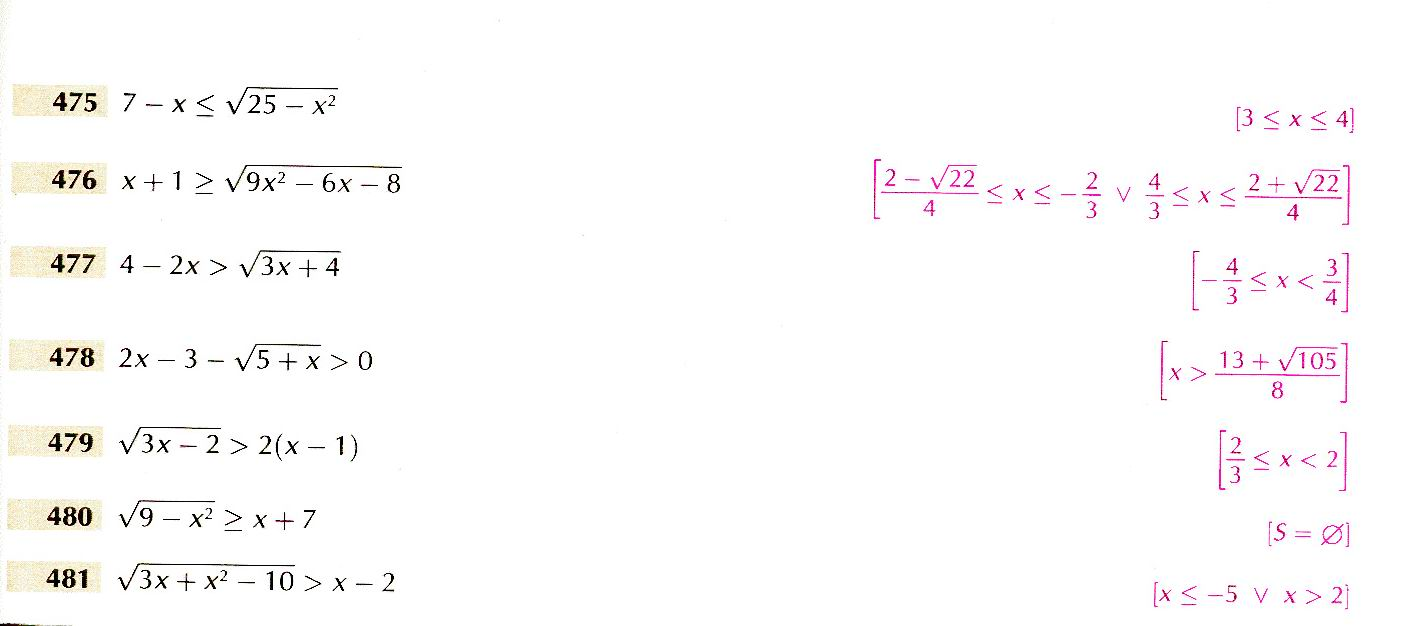 475 7 − x ≤ √(25 − x²) [3 ≤ x ≤ 4]
476 x + 1 ≥ √(9x² − 6x − 8) [(2 − √22)/4 ≤ x ≤ −2/3 ∨ 4/3 ≤ x ≤ (2 + √22)/4]
477 4 − 2x > √(3x + 4) [−4/3 ≤ x < 3/4]
478 2x − 3 − √(5 + x) > 0 [x > (13 + √105)/8]
479 √(3x − 2) > 2(x − 1) [2/3 ≤ x < 2]
480 √(9 − x²) ≥ x + 7 [S = ∅]
481 √(3x + x² − 10) > x − 2 [x ≤ −5 ∨ x > 2]